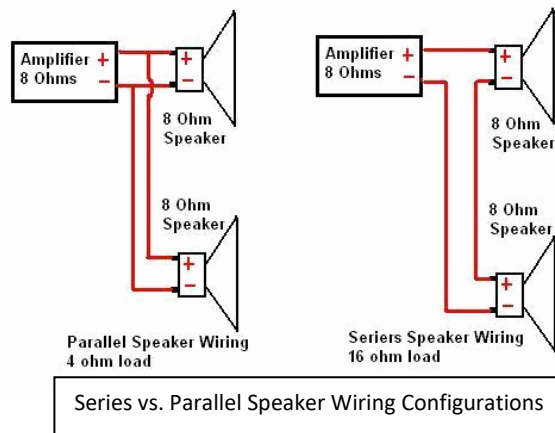 Amplifier +
8 Ohms −
+
−
8 Ohm
Speaker
8 Ohm
Speaker
+
−
Parallel Speaker Wiring
4 ohm load
Amplifier +
8 Ohms −
+
−
8 Ohm
Speaker
8 Ohm
Speaker
+
−
Seriers Speaker Wiring
16 ohm load
Series vs. Parallel Speaker Wiring Configurations